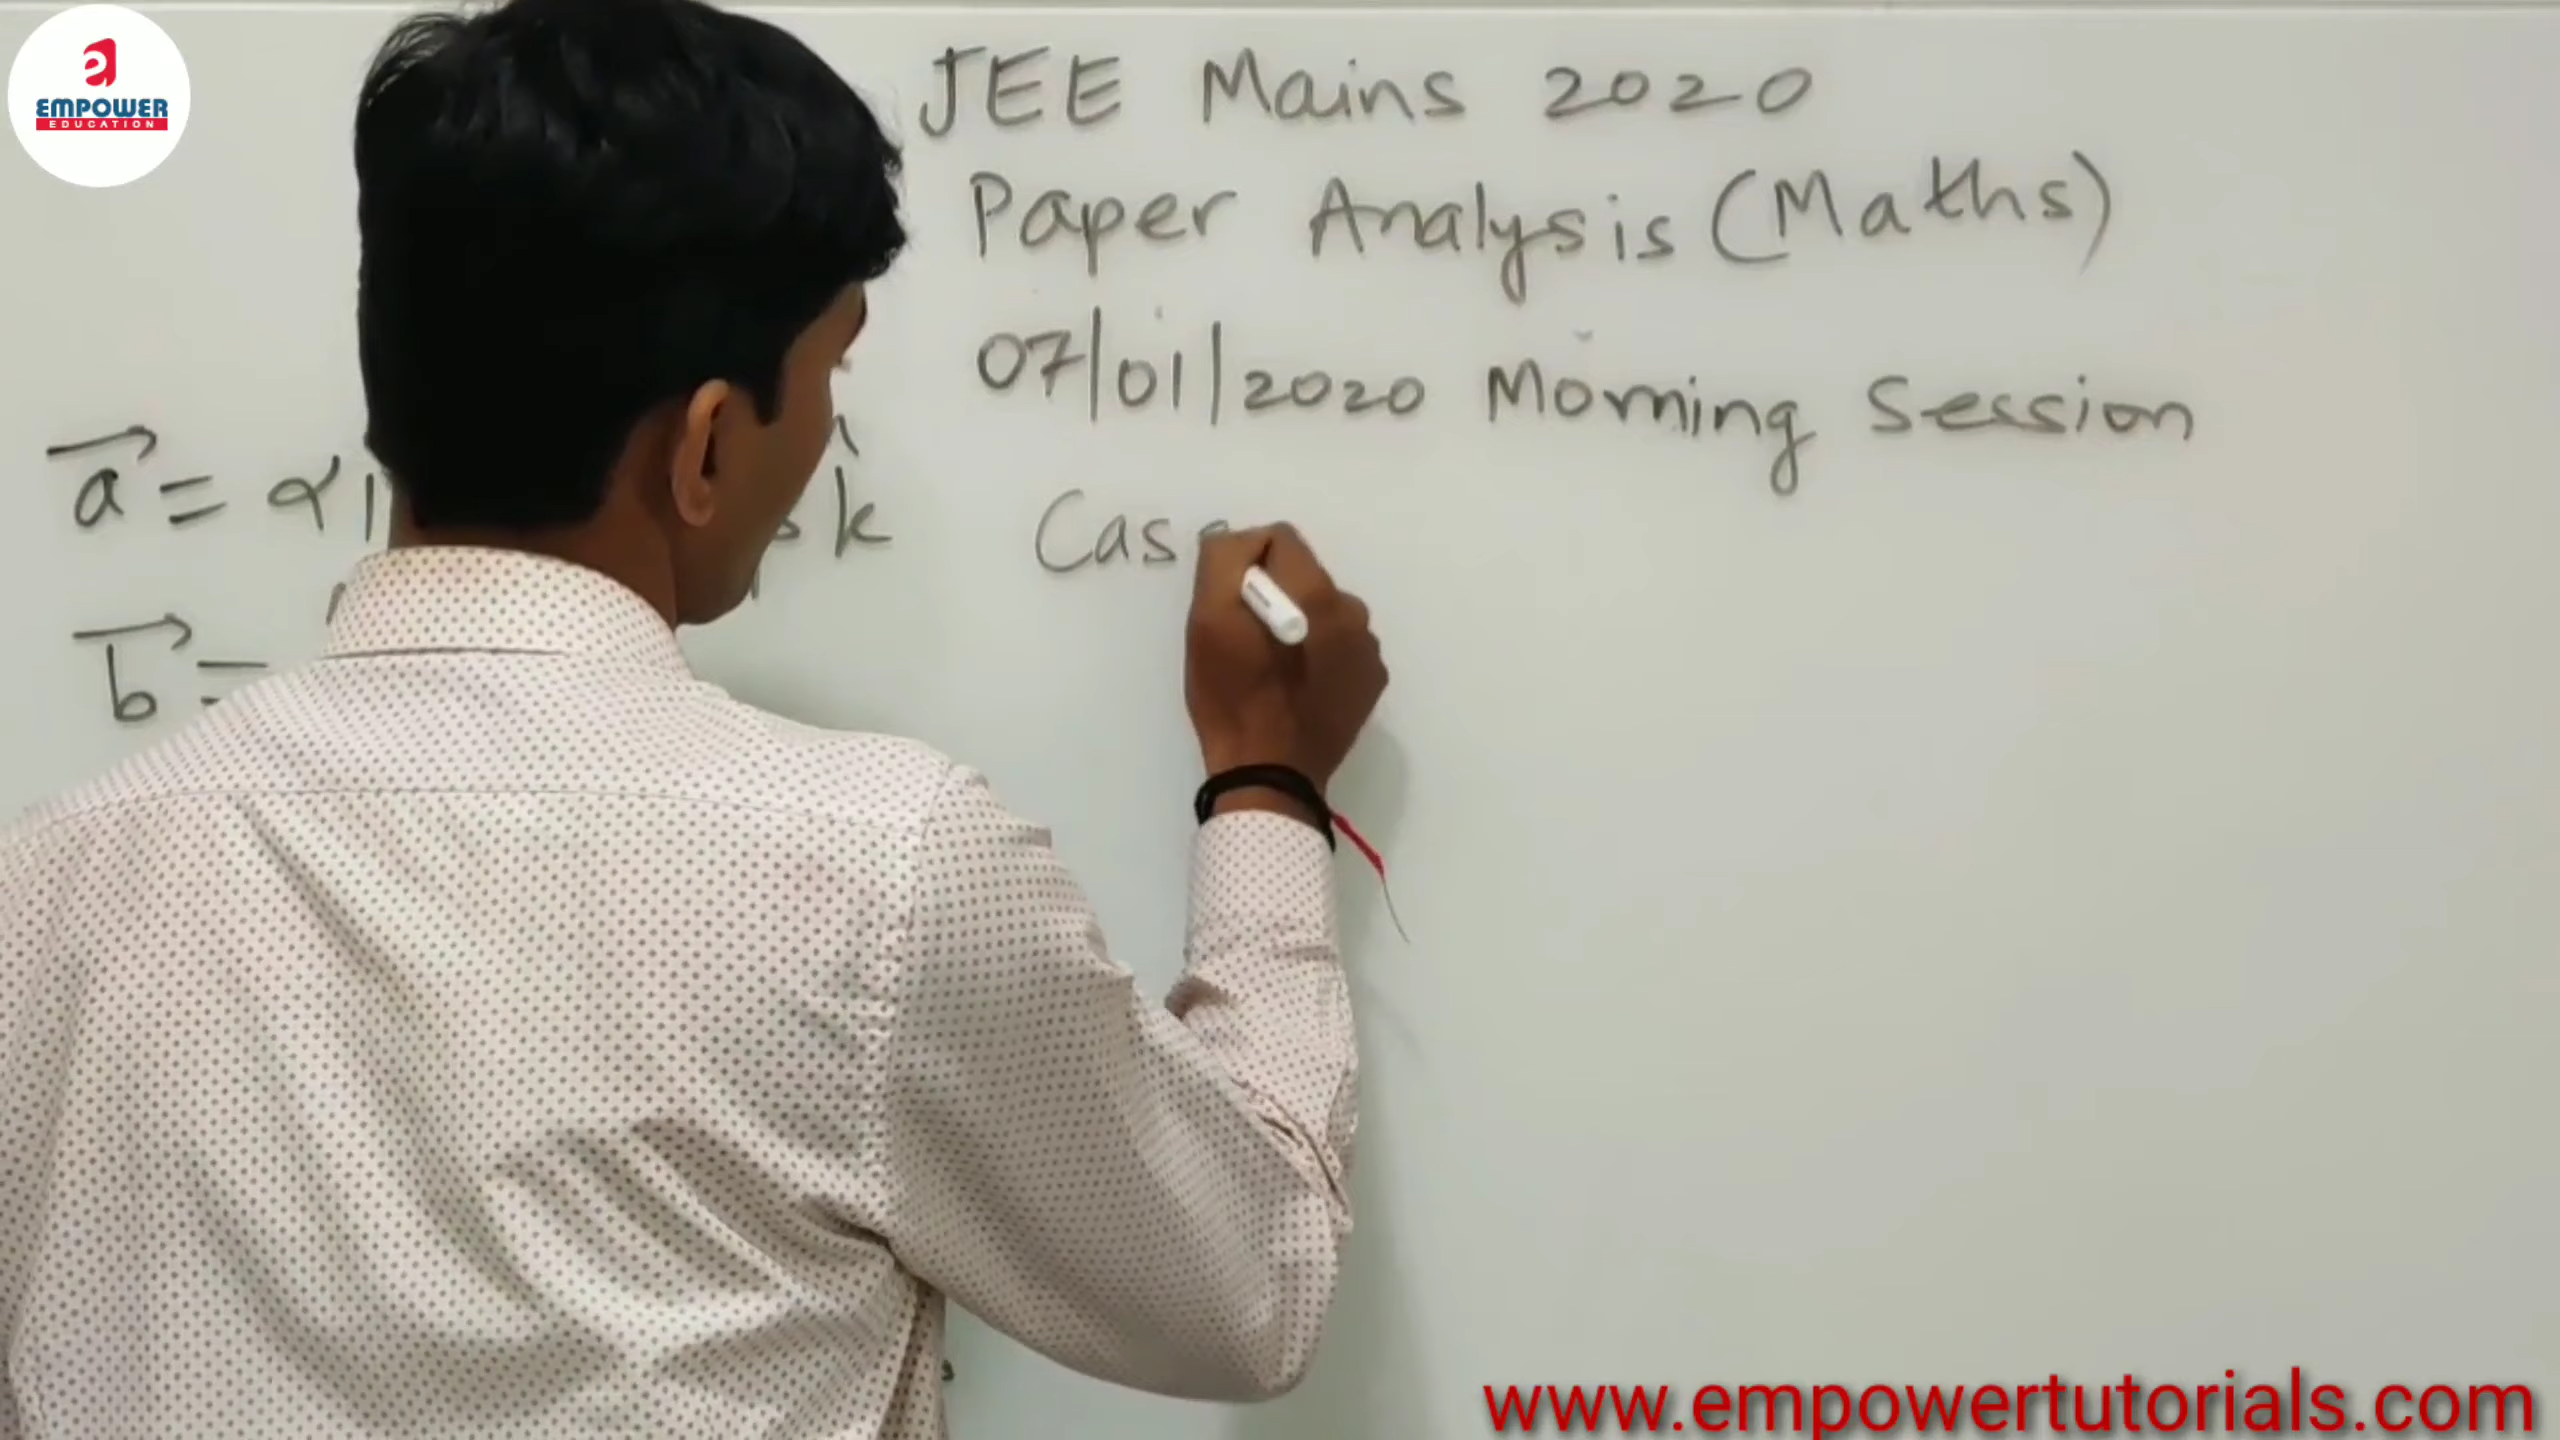 a
EMPOWER
EDUCATION
JEE Mains 2020
Paper Analysis (Maths)
07/01/2020 Morning Session
a⃗ = α
k̂
b⃗ =
Cas
www.empowertutorials.com